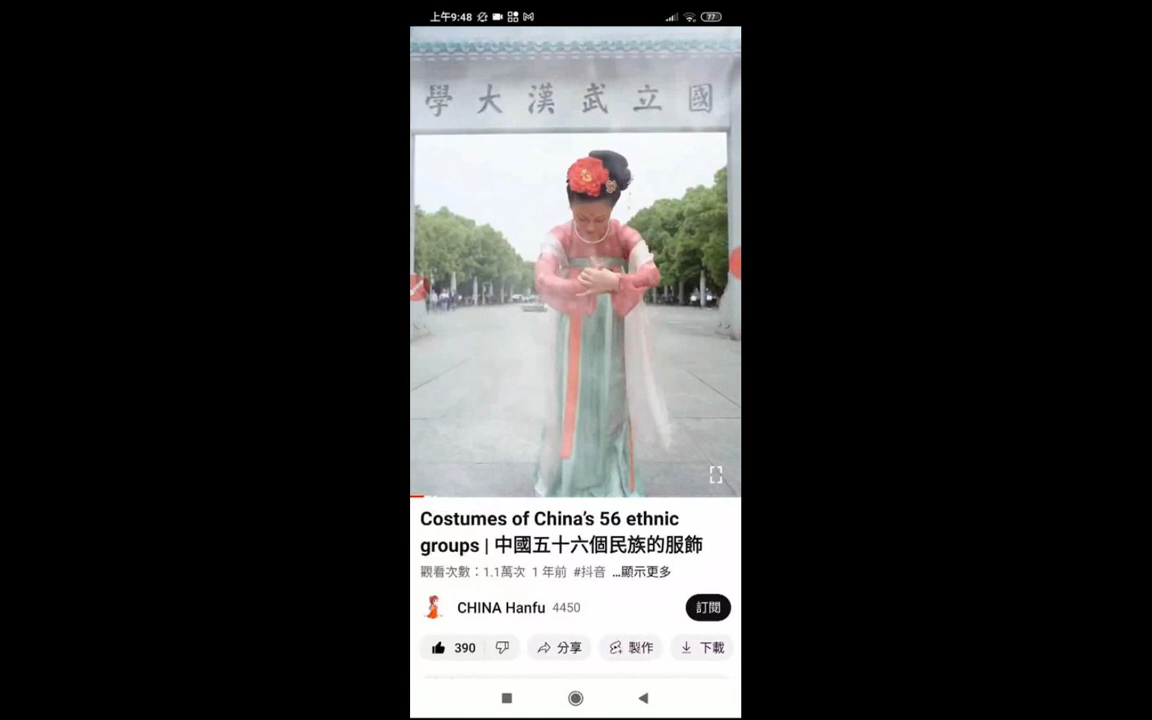 上午9:48
77
學大漢武立國
Costumes of China's 56 ethnic
groups | 中國五十六個民族的服飾
觀看次數：1.1萬次 1 年前 #抖音 ...顯示更多
CHINA Hanfu 4450
訂閱
390
分享
製作
下載